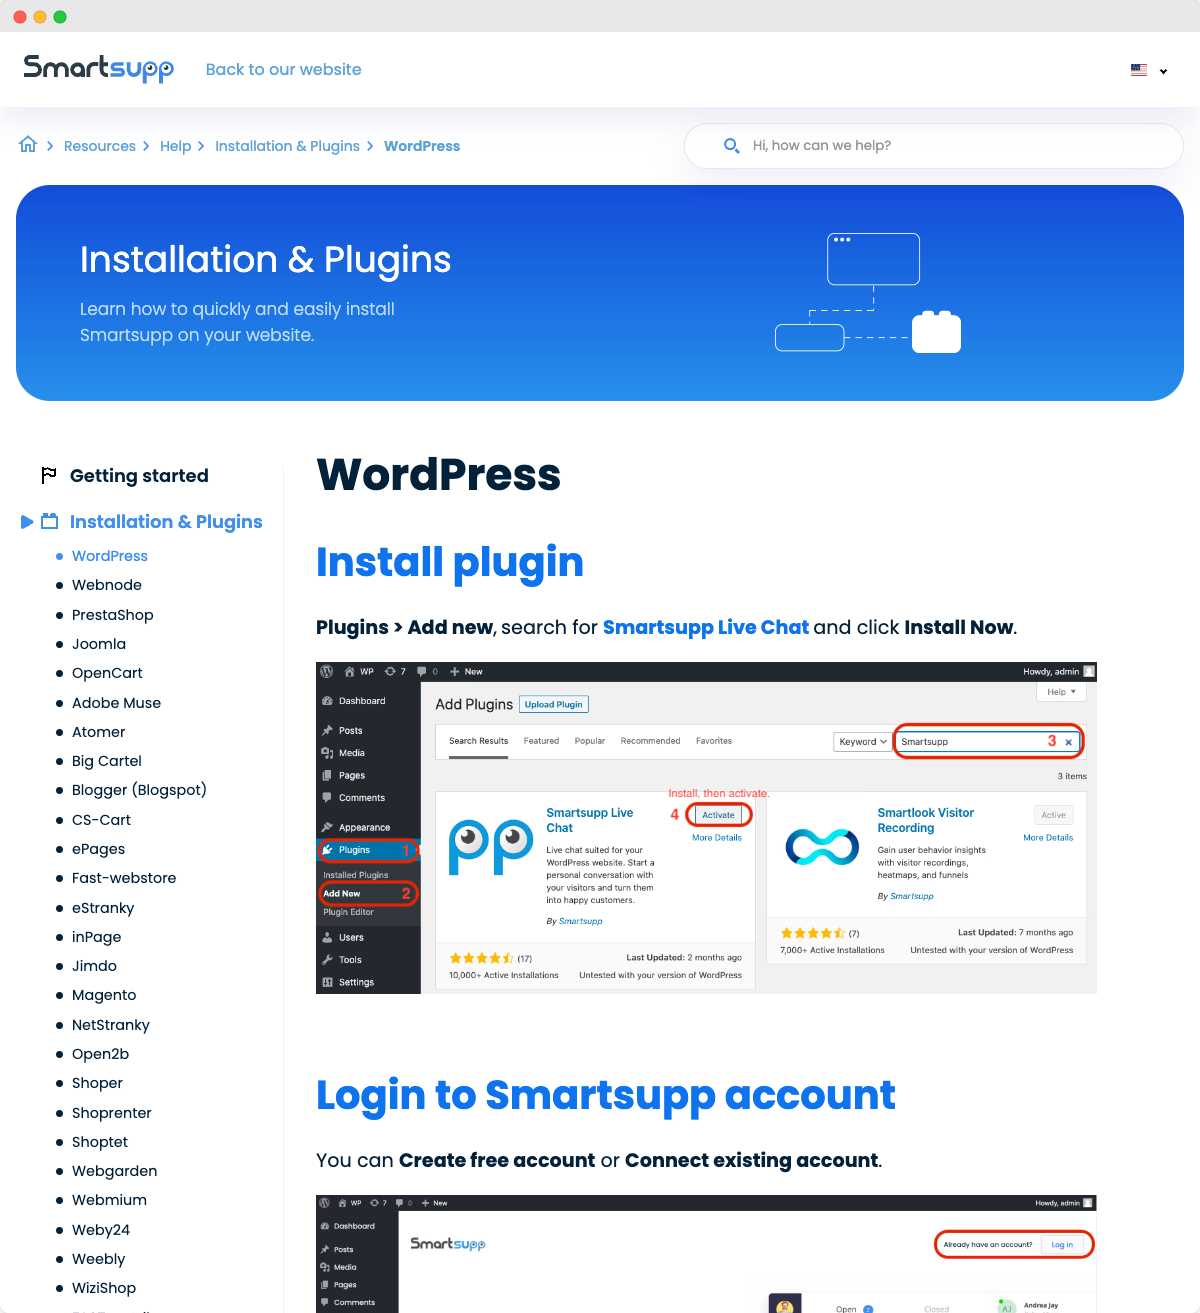 Smartsupp
Back to our website
Resources
Help
Installation & Plugins
WordPress
Hi, how can we help?
Installation & Plugins
Learn how to quickly and easily install
Smartsupp on your website.
Getting started
Installation & Plugins
WordPress
Webnode
PrestaShop
Joomla
OpenCart
Adobe Muse
Atomer
Big Cartel
Blogger (Blogspot)
CS-Cart
ePages
Fast-webstore
eStranky
inPage
Jimdo
Magento
NetStranky
Open2b
Shoper
Shoprenter
Shoptet
Webgarden
Webmium
Weby24
Weebly
WiziShop
WordPress
Install plugin
Plugins > Add new, search for Smartsupp Live Chat and click Install Now.
WP 7 0 New
Howdy, admin
Dashboard
Posts
Media
Pages
Comments
Appearance
Plugins 1
Installed Plugins
Add New 2
Plugin Editor
Users
Tools
Settings
Help
Add Plugins Upload Plugin
Search Results Featured Popular Recommended Favorites
Keyword Smartsupp 3 ×
3 items
Install, then activate.
4 Activate
More Details
Smartsupp Live
Chat
Live chat suited for your
WordPress website. Start a
personal conversation with
your visitors and turn them
into happy customers.
By Smartsupp
(17)
10,000+ Active Installations
Last Updated: 2 months ago
Untested with your version of WordPress
Smartlook Visitor
Recording
Active
More Details
Gain user behavior insights
with visitor recordings,
heatmaps, and funnels
By Smartsupp
(7)
7,000+ Active Installations
Last Updated: 7 months ago
Untested with your version of WordPress
Login to Smartsupp account
You can Create free account or Connect existing account.
WP 7 0 New
Howdy, admin
Dashboard
Posts
Media
Pages
Comments
Smartsupp
Already have an account? Log in
Open
Closed
AJ
Andrea Jay